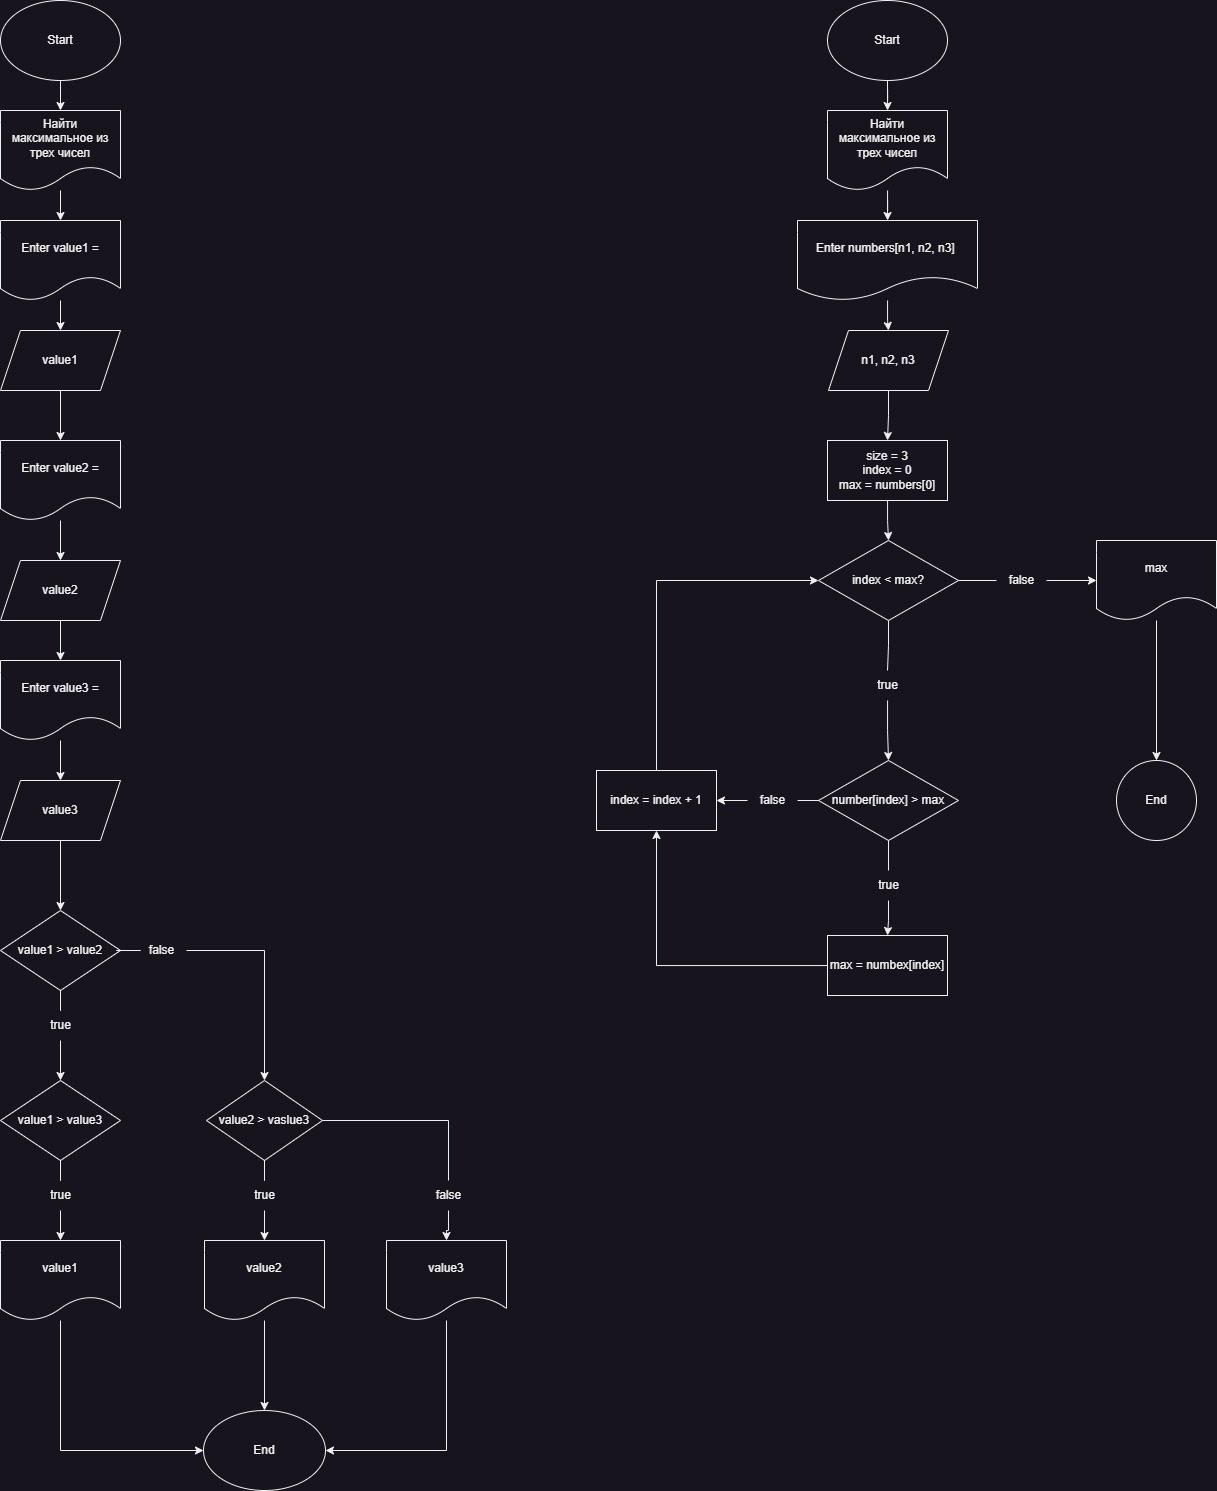 Start
Найти
максимальное из
трех чисел
Enter value1 =
value1
Enter value2 =
value2
Enter value3 =
value3
value1 > value2
false
true
value1 > value3
value2 > vaslue3
true
true
false
value1
value2
value3
End
Start
Найти
максимальное из
трех чисел
Enter numbers[n1, n2, n3]
n1, n2, n3
size = 3
index = 0
max = numbers[0]
index < max?
false
max
true
index = index + 1
false
number[index] > max
End
true
max = numbex[index]